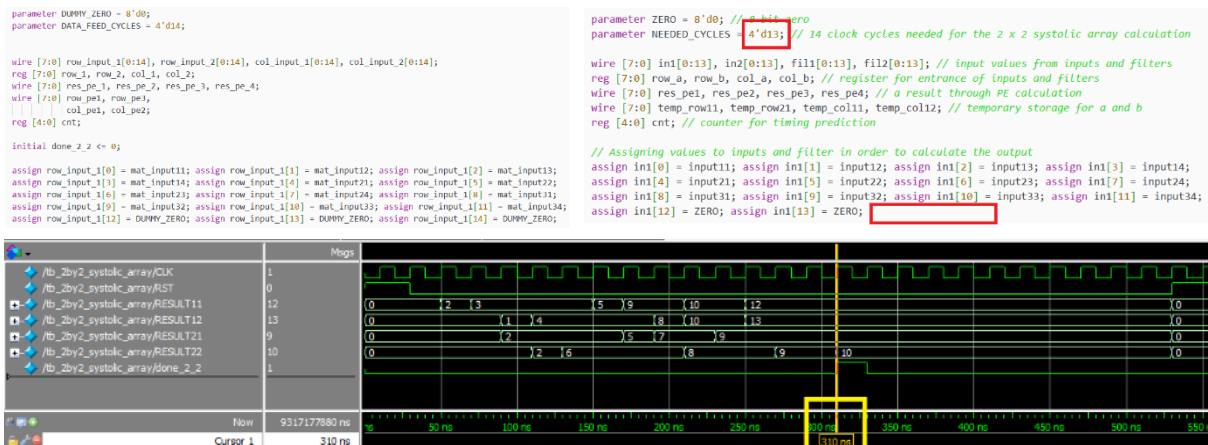 parameter DUMMY_ZERO = 8'd0;
parameter DATA_FEED_CYCLES = 4'd14;
wire [7:0] row_input_1[0:14], row_input_2[0:14], col_input_1[0:14], col_input_2[0:14];
reg [7:0] row_1, row_2, col_1, col_2;
wire [7:0] res_pe_1, res_pe_2, res_pe_3, res_pe_4;
wire [7:0] row_pe1, row_pe3,
col_pe1, col_pe2;
reg [4:0] cnt;
initial done_2_2 <= 0;
assign row_input_1[0] = mat_input11; assign row_input_1[1] = mat_input12; assign row_input_1[2] = mat_input13;
assign row_input_1[3] = mat_input14; assign row_input_1[4] = mat_input21; assign row_input_1[5] = mat_input22;
assign row_input_1[6] = mat_input23; assign row_input_1[7] = mat_input24; assign row_input_1[8] = mat_input31;
assign row_input_1[9] = mat_input32; assign row_input_1[10] = mat_input33; assign row_input_1[11] = mat_input34;
assign row_input_1[12] = DUMMY_ZERO; assign row_input_1[13] = DUMMY_ZERO; assign row_input_1[14] = DUMMY_ZERO;
parameter ZERO = 8'd0; // 8 bit zero
parameter NEEDED_CYCLES = 4'd13; // 14 clock cycles needed for the 2 x 2 systolic array calculation
wire [7:0] in1[0:13], in2[0:13], fil1[0:13], fil2[0:13]; // input values from inputs and filters
reg [7:0] row_a, row_b, col_a, col_b; // register for entrance of inputs and filters
wire [7:0] res_pe1, res_pe2, res_pe3, res_pe4; // a result through PE calculation
wire [7:0] temp_row11, temp_row21, temp_col11, temp_col12; // temporary storage for a and b
reg [4:0] cnt; // counter for timing prediction
// Assigning values to inputs and filter in order to calculate the output
assign in1[0] = input11; assign in1[1] = input12; assign in1[2] = input13; assign in1[3] = input14;
assign in1[4] = input21; assign in1[5] = input22; assign in1[6] = input23; assign in1[7] = input24;
assign in1[8] = input31; assign in1[9] = input32; assign in1[10] = input33; assign in1[11] = input34;
assign in1[12] = ZERO; assign in1[13] = ZERO;
Msgs
/tb_2by2_systolic_array/CLK 1
/tb_2by2_systolic_array/RST 0
/tb_2by2_systolic_array/RESULT11 12 0 2 3 5 9 10 12 0
/tb_2by2_systolic_array/RESULT12 13 0 1 4 8 10 13 0
/tb_2by2_systolic_array/RESULT21 9 0 2 5 7 9 0
/tb_2by2_systolic_array/RESULT22 10 0 2 6 8 9 10 0
/tb_2by2_systolic_array/done_2_2 1
Now 9317177880 ns ns 50 ns 100 ns 150 ns 200 ns 250 ns 300 ns 350 ns 400 ns 450 ns 500 ns 550
Cursor 1 310 ns 310 ns